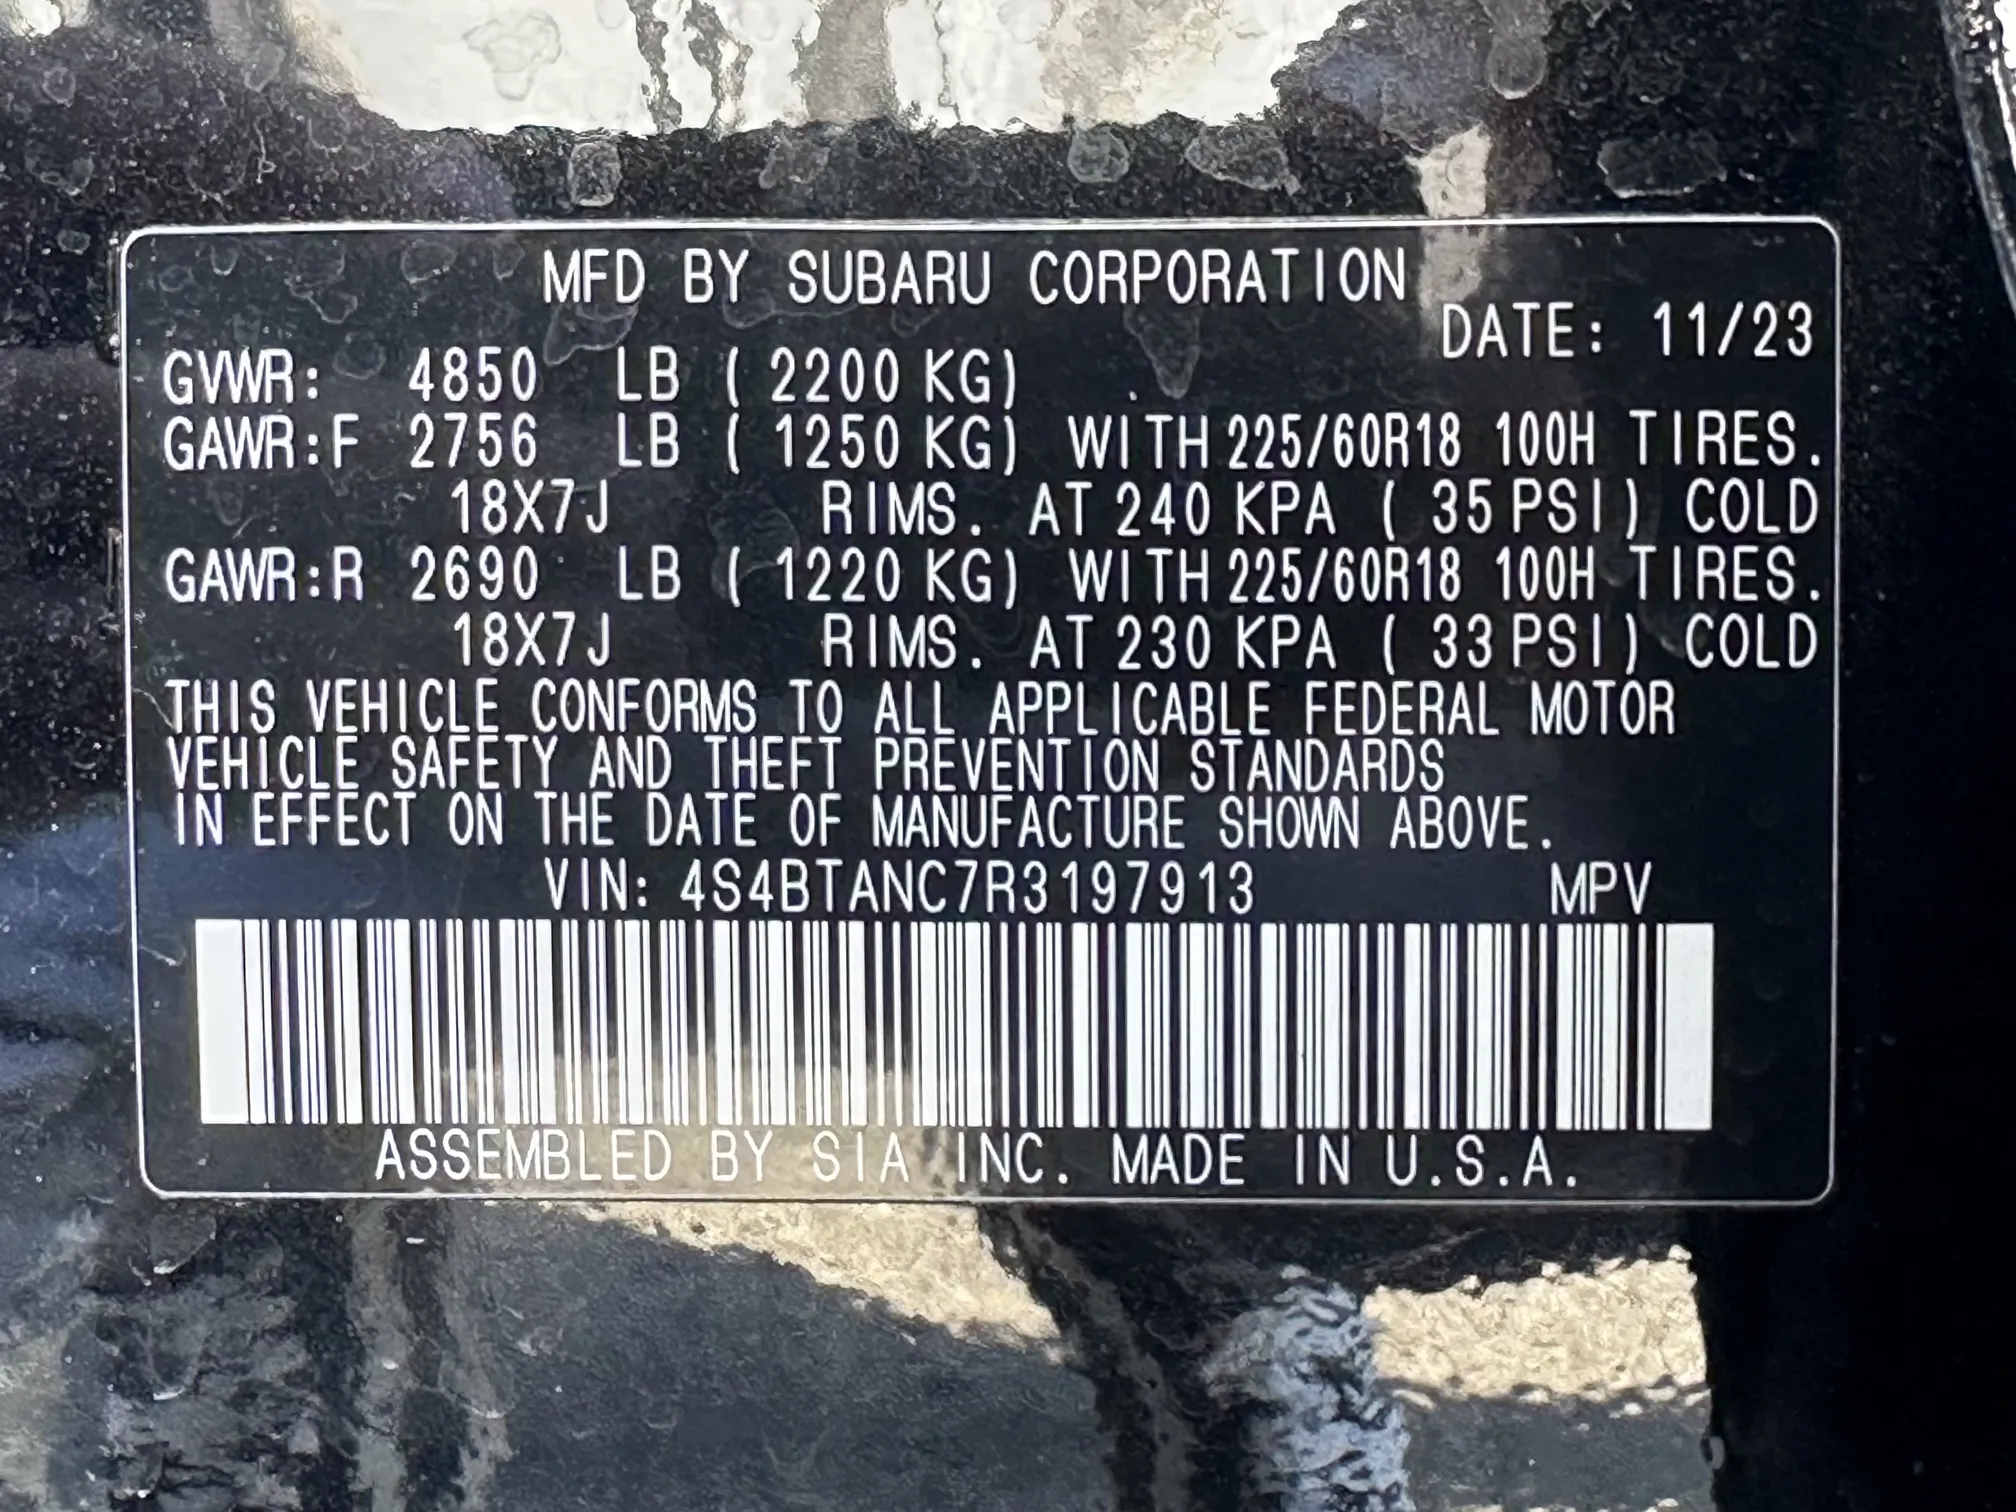 MFD BY SUBARU CORPORATION
DATE: 11/23
GVWR: 4850 LB ( 2200 KG)
GAWR:F 2756 LB ( 1250 KG) WITH 225/60R18 100H TIRES.
18X7J RIMS. AT 240 KPA ( 35 PSI) COLD
GAWR:R 2690 LB ( 1220 KG) WITH 225/60R18 100H TIRES.
18X7J RIMS. AT 230 KPA ( 33 PSI) COLD
THIS VEHICLE CONFORMS TO ALL APPLICABLE FEDERAL MOTOR
VEHICLE SAFETY AND THEFT PREVENTION STANDARDS
IN EFFECT ON THE DATE OF MANUFACTURE SHOWN ABOVE.
VIN: 4S4BTANC7R3197913 MPV
ASSEMBLED BY SIA INC. MADE IN U.S.A.